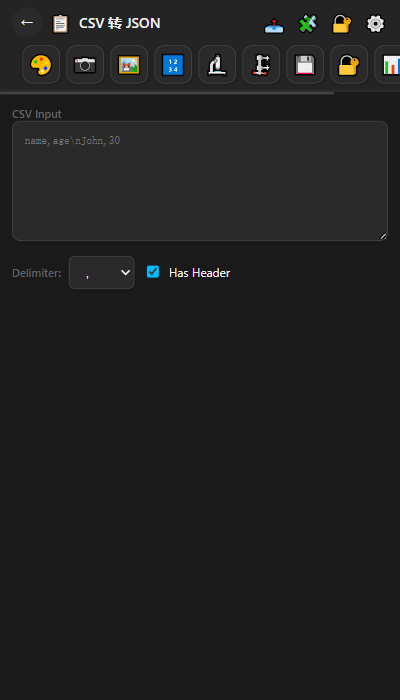 ← CSV 转 JSON
CSV Input
name,age\nJohn,30
Delimiter: , Has Header